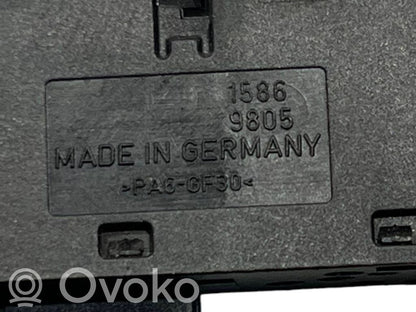 1586
9805
MADE IN GERMANY
>PA6-GF30<
Ovoko